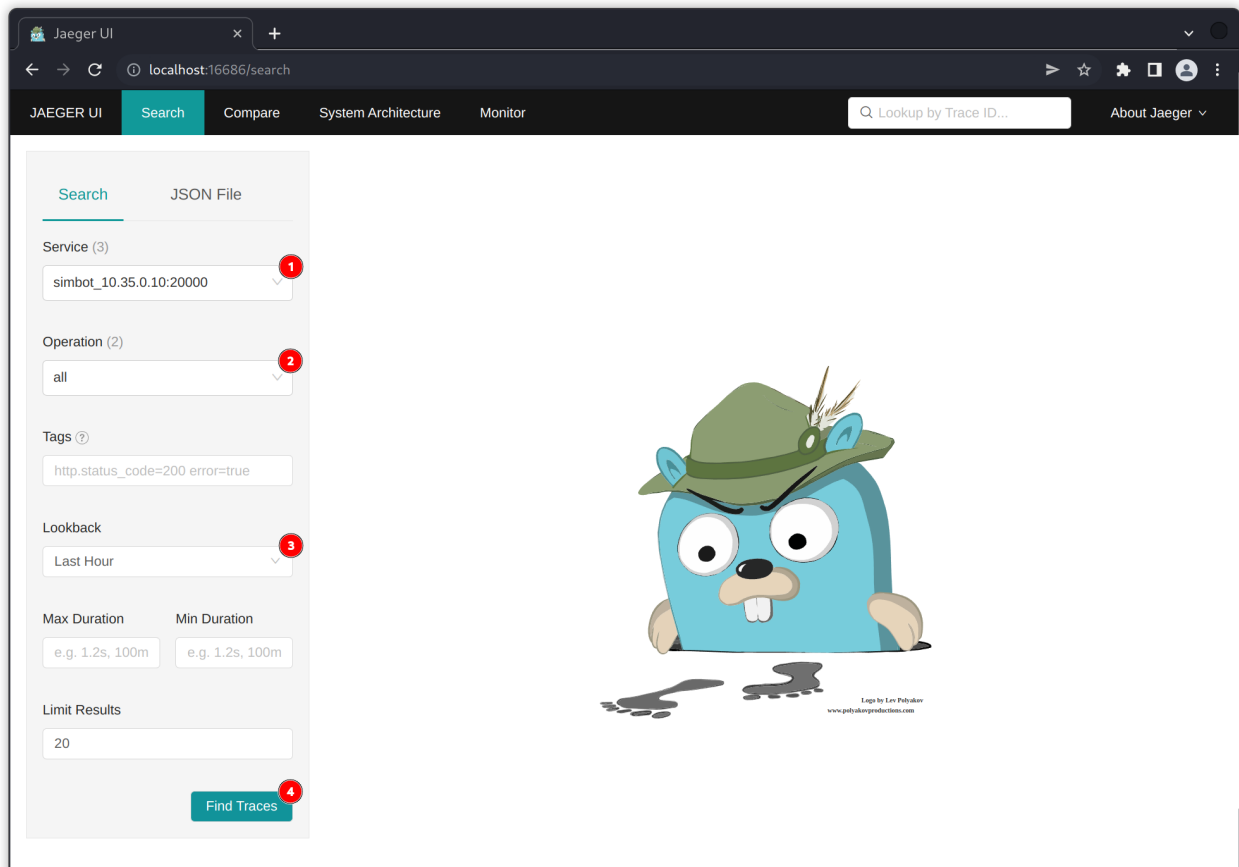 Jaeger UI
localhost:16686/search
JAEGER UI Search Compare System Architecture Monitor Lookup by Trace ID... About Jaeger
Search JSON File
Service (3)
1
simbot_10.35.0.10:20000
Operation (2)
2
all
Tags ?
http.status_code=200 error=true
Lookback
3
Last Hour
Max Duration Min Duration
e.g. 1.2s, 100m e.g. 1.2s, 100m
Limit Results
20
4
Find Traces
Logo by Lev Polyakov
www.polyakovproductions.com